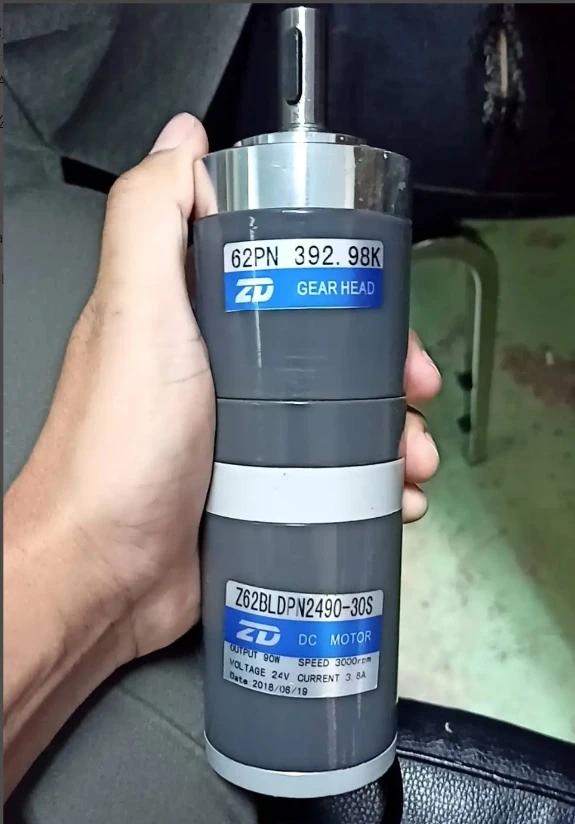 62PN 392.98K
ZD GEAR HEAD
Z62BLDPN2490-30S
ZD DC MOTOR
OUTPUT 90W SPEED 3000rpm
VOLTAGE 24V CURRENT 3.8A
Date 2018/06/19